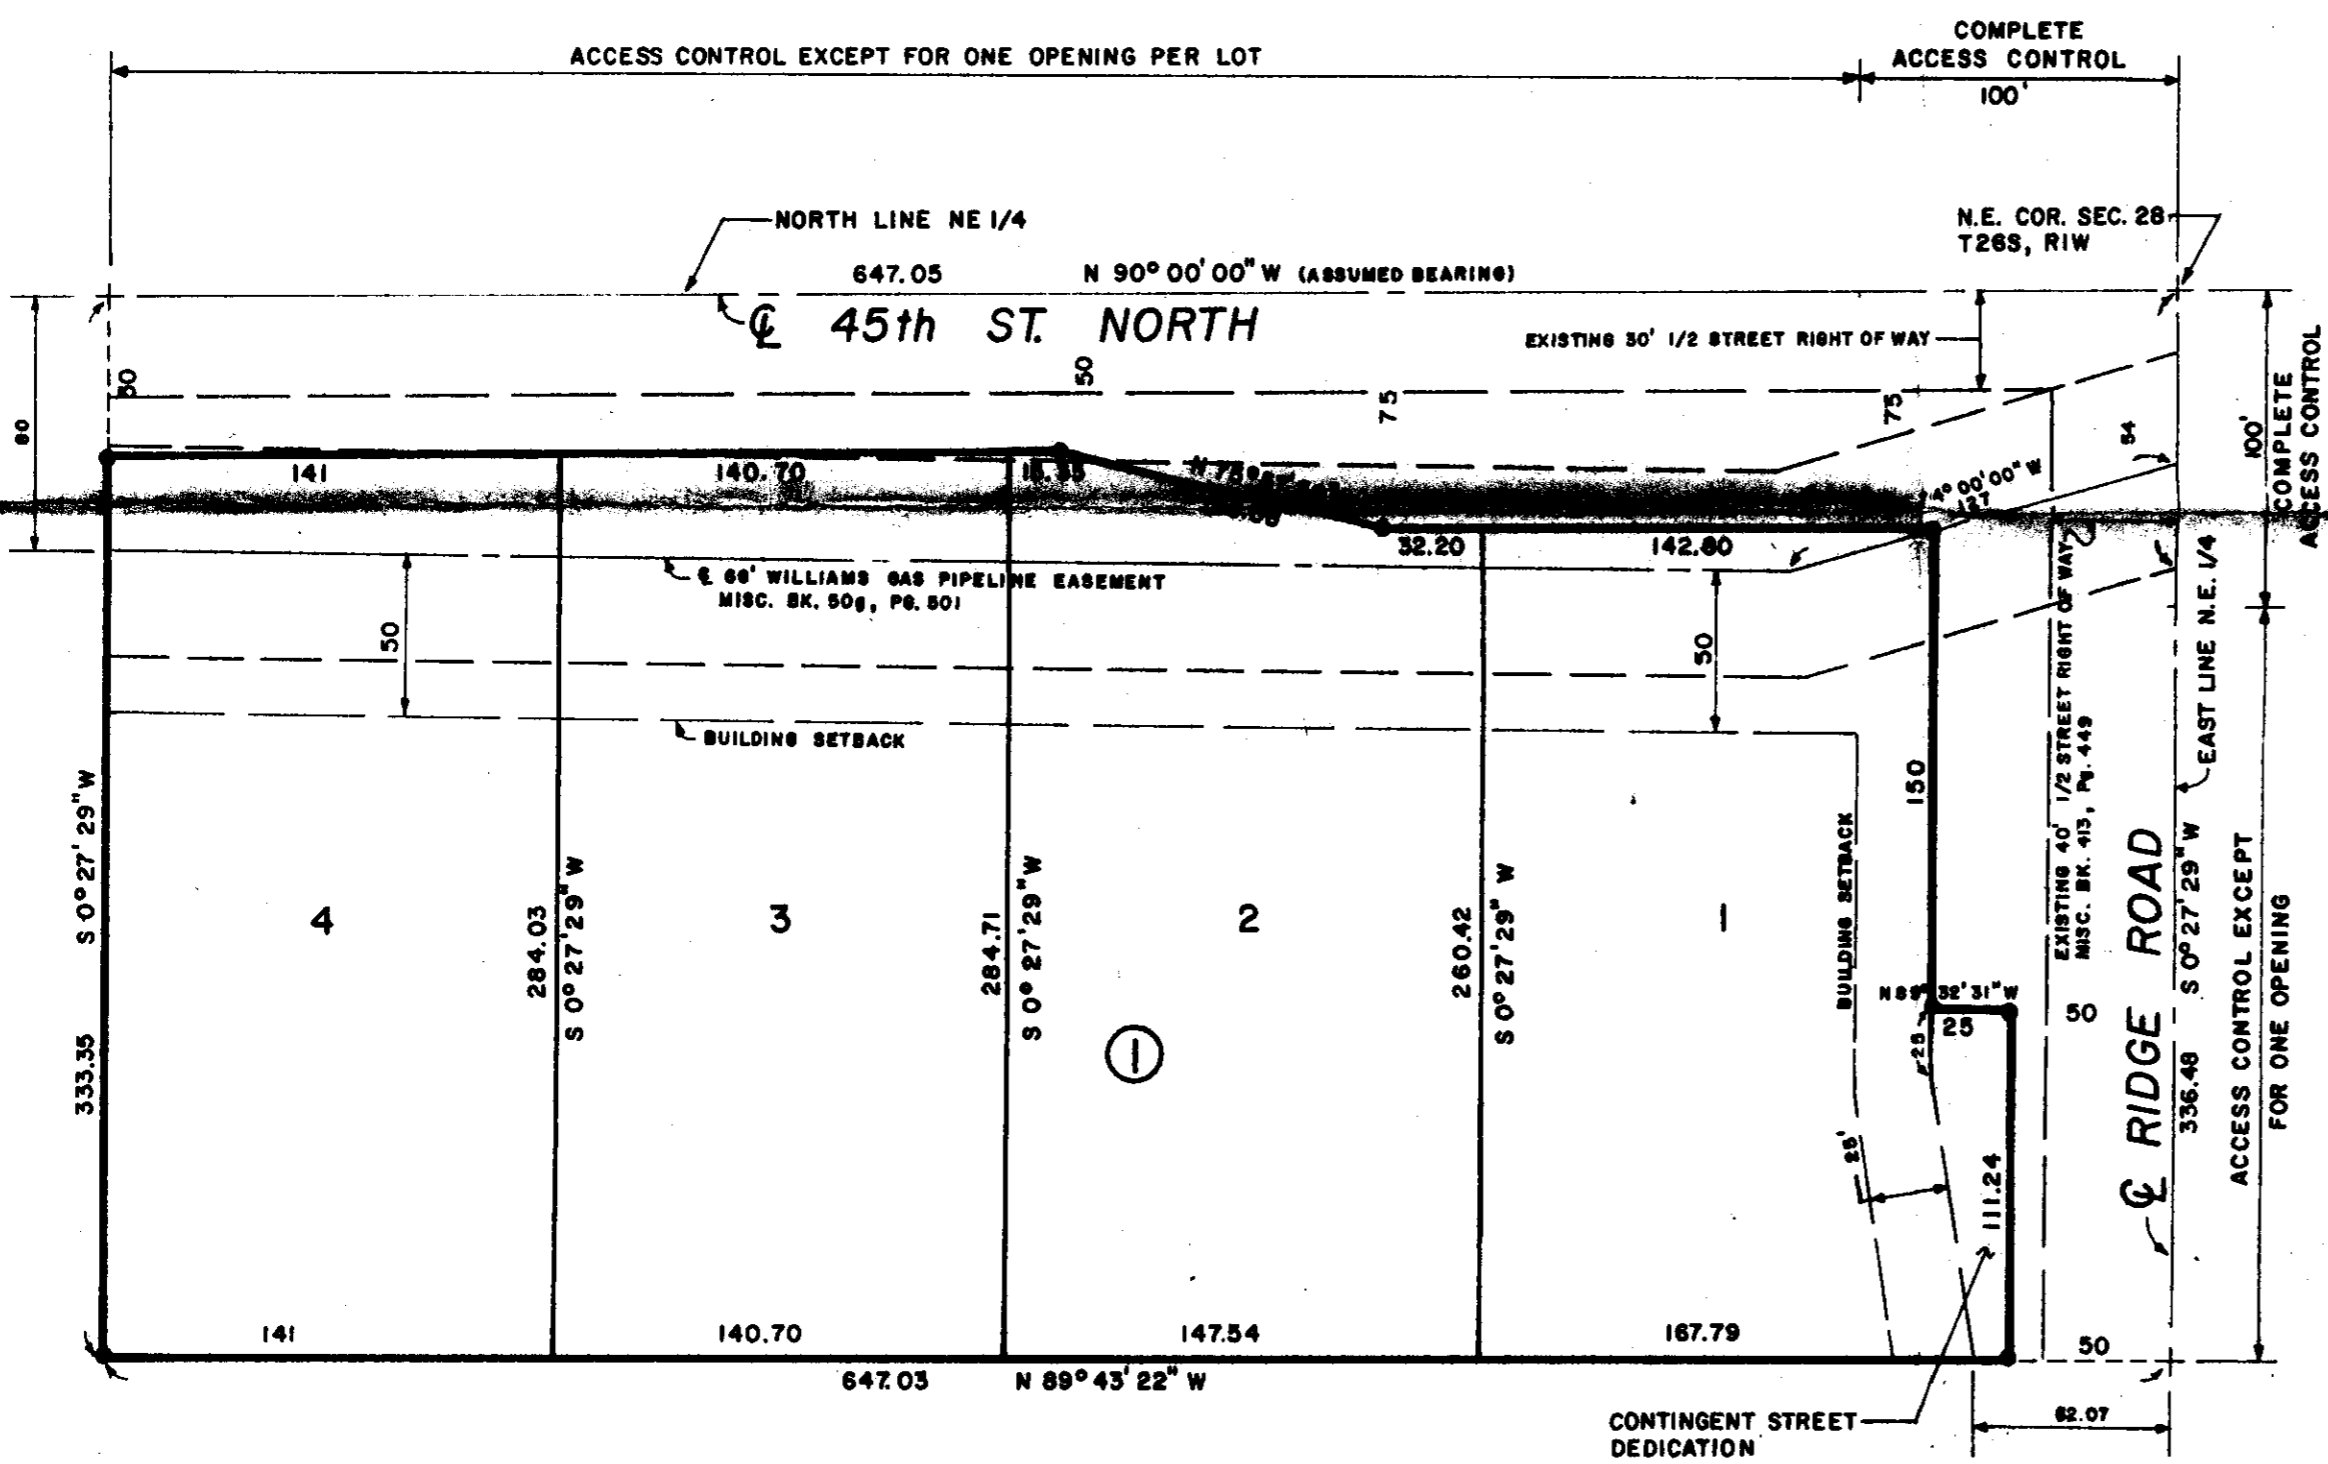 ACCESS CONTROL EXCEPT FOR ONE OPENING PER LOT
COMPLETE
ACCESS CONTROL
100'
NORTH LINE NE 1/4
N.E. COR. SEC. 28
T26S, R1W
647.05 N 90° 00' 00" W (ASSUMED BEARING)
℄ 45th ST. NORTH
EXISTING 30' 1/2 STREET RIGHT OF WAY
50
50
75
75
80
54
100'
COMPLETE
ACCESS CONTROL
141
140.70
00' 00" W
127
32.20
142.80
℄ 66' WILLIAMS GAS PIPELINE EASEMENT
MISC. BK. 509, PG. 501
50
50
BUILDING SETBACK
EAST LINE N.E. 1/4
EXISTING 40' 1/2 STREET RIGHT OF WAY
MISC. BK. 413, Pg. 449
150
BUILDING SETBACK
S 0° 27' 29" W
333.35
4
284.03
S 0° 27' 29" W
3
284.71
S 0° 27' 29" W
2
260.42
S 0° 27' 29" W
1
N 89° 32' 31" W
25
25
50
1
℄ RIDGE ROAD
336.48 S 0° 27' 29" W
ACCESS CONTROL EXCEPT
FOR ONE OPENING
25'
111.24
141
140.70
147.54
167.79
50
647.03 N 89° 43' 22" W
CONTINGENT STREET
DEDICATION
62.07